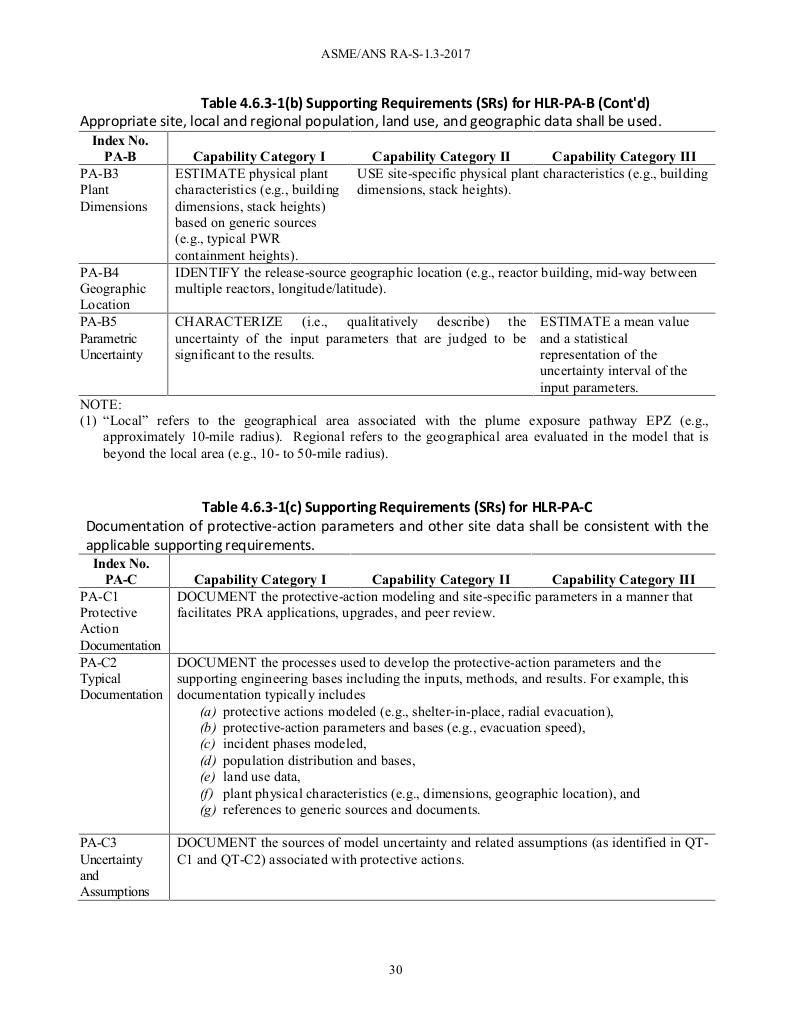 ASME/ANS RA-S-1.3-2017
Table 4.6.3-1(b) Supporting Requirements (SRs) for HLR-PA-B (Cont'd)
Appropriate site, local and regional population, land use, and geographic data shall be used.
Index No.
PA-B
Capability Category I
Capability Category II
Capability Category III
PA-B3
Plant
Dimensions
ESTIMATE physical plant
characteristics (e.g., building
dimensions, stack heights)
based on generic sources
(e.g., typical PWR
containment heights).
USE site-specific physical plant characteristics (e.g., building
dimensions, stack heights).
PA-B4
Geographic
Location
IDENTIFY the release-source geographic location (e.g., reactor building, mid-way between
multiple reactors, longitude/latitude).
PA-B5
Parametric
Uncertainty
CHARACTERIZE (i.e., qualitatively describe) the
uncertainty of the input parameters that are judged to be
significant to the results.
ESTIMATE a mean value
and a statistical
representation of the
uncertainty interval of the
input parameters.
NOTE:
(1) “Local” refers to the geographical area associated with the plume exposure pathway EPZ (e.g.,
approximately 10-mile radius). Regional refers to the geographical area evaluated in the model that is
beyond the local area (e.g., 10- to 50-mile radius).
Table 4.6.3-1(c) Supporting Requirements (SRs) for HLR-PA-C
Documentation of protective-action parameters and other site data shall be consistent with the
applicable supporting requirements.
Index No.
PA-C
Capability Category I
Capability Category II
Capability Category III
PA-C1
Protective
Action
Documentation
DOCUMENT the protective-action modeling and site-specific parameters in a manner that
facilitates PRA applications, upgrades, and peer review.
PA-C2
Typical
Documentation
DOCUMENT the processes used to develop the protective-action parameters and the
supporting engineering bases including the inputs, methods, and results. For example, this
documentation typically includes
(a) protective actions modeled (e.g., shelter-in-place, radial evacuation),
(b) protective-action parameters and bases (e.g., evacuation speed),
(c) incident phases modeled,
(d) population distribution and bases,
(e) land use data,
(f) plant physical characteristics (e.g., dimensions, geographic location), and
(g) references to generic sources and documents.
PA-C3
Uncertainty
and
Assumptions
DOCUMENT the sources of model uncertainty and related assumptions (as identified in QT-
C1 and QT-C2) associated with protective actions.
30